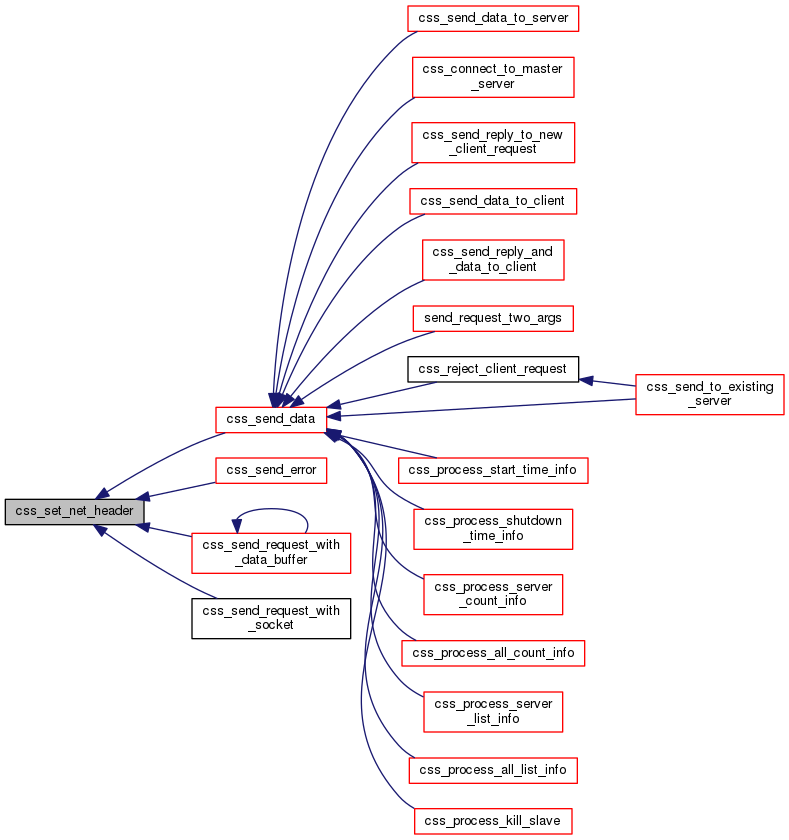 css_send_data_to_server
css_connect_to_master
_server
css_send_reply_to_new
_client_request
css_send_data_to_client
css_send_reply_and
_data_to_client
send_request_two_args
css_reject_client_request
css_send_to_existing
_server
css_send_data
css_process_start_time_info
css_send_error
css_set_net_header
css_process_shutdown
_time_info
css_send_request_with
_data_buffer
css_process_server
_count_info
css_send_request_with
_socket
css_process_all_count_info
css_process_server
_list_info
css_process_all_list_info
css_process_kill_slave